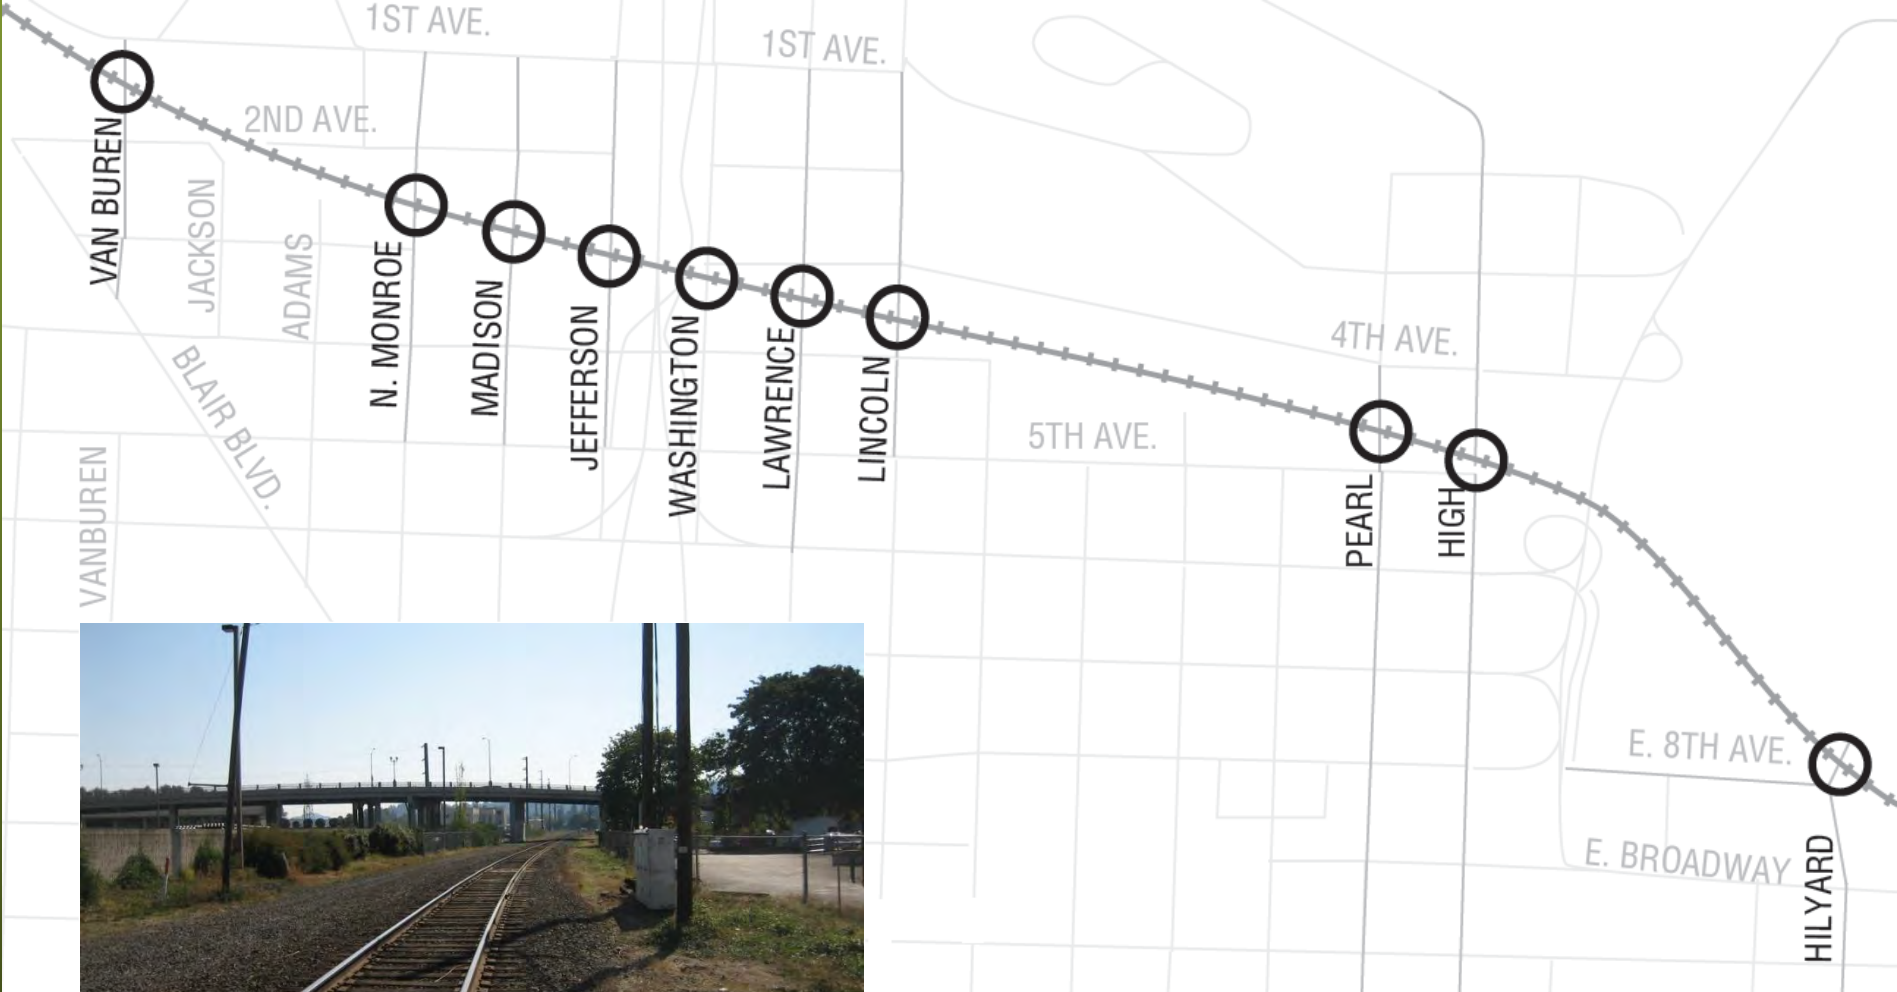 1ST AVE.
1ST AVE.
2ND AVE.
VAN BUREN
JACKSON
ADAMS
N. MONROE
MADISON
JEFFERSON
WASHINGTON
LAWRENCE
LINCOLN
4TH AVE.
5TH AVE.
BLAIR BLVD.
VANBUREN
PEARL
HIGH
E. 8TH AVE.
E. BROADWAY
HILYARD